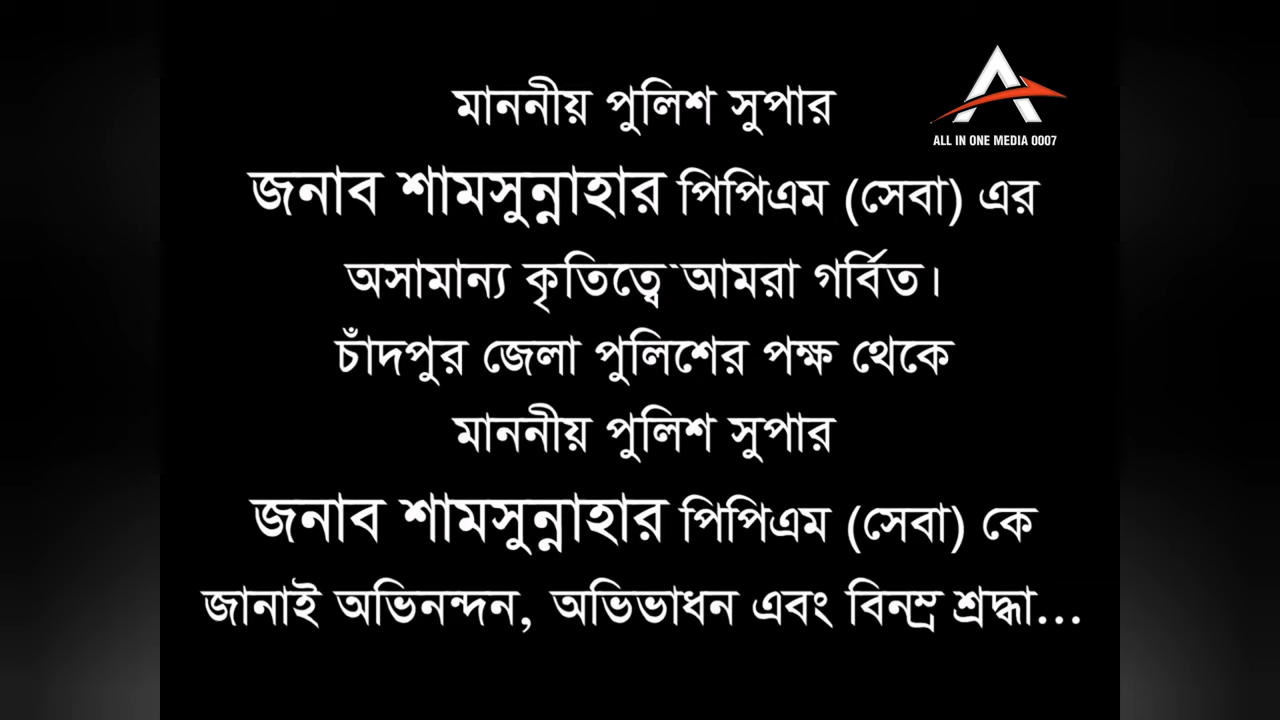 মাননীয় পুলিশ সুপার
ALL IN ONE MEDIA 0007
জনাব শামসুন্নাহার পিপিএম (সেবা) এর
অসামান্য কৃতিত্বে আমরা গর্বিত।
চাঁদপুর জেলা পুলিশের পক্ষ থেকে
মাননীয় পুলিশ সুপার
জনাব শামসুন্নাহার পিপিএম (সেবা) কে
জানাই অভিনন্দন, অভিভাধন এবং বিনম্র শ্রদ্ধা...